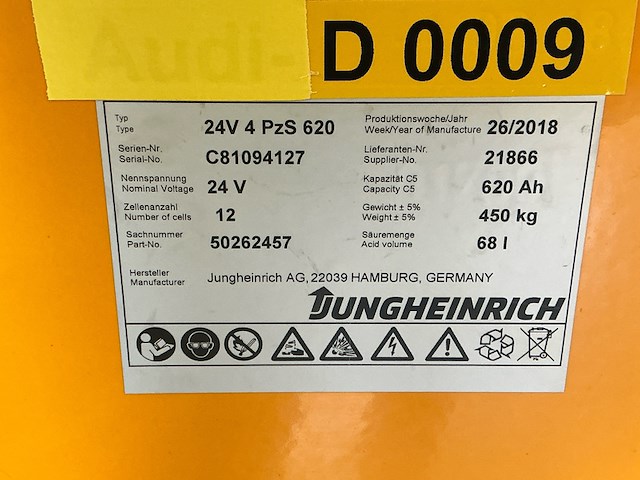 Audi- D 0009
Typ
Type 24V 4 PzS 620
Produktionswoche/Jahr
Week/Year of Manufacture 26/2018
Serien-Nr.
Serial-No. C81094127
Lieferanten-Nr.
Supplier-No. 21866
Nennspannung
Nominal Voltage 24 V
Kapazität C5
Capacity C5 620 Ah
Zellenanzahl
Number of cells 12
Gewicht ± 5%
Weight ± 5% 450 kg
Sachnummer
Part-No. 50262457
Säuremenge
Acid volume 68 l
Hersteller
Manufacturer Jungheinrich AG, 22039 HAMBURG, GERMANY
JUNGHEINRICH